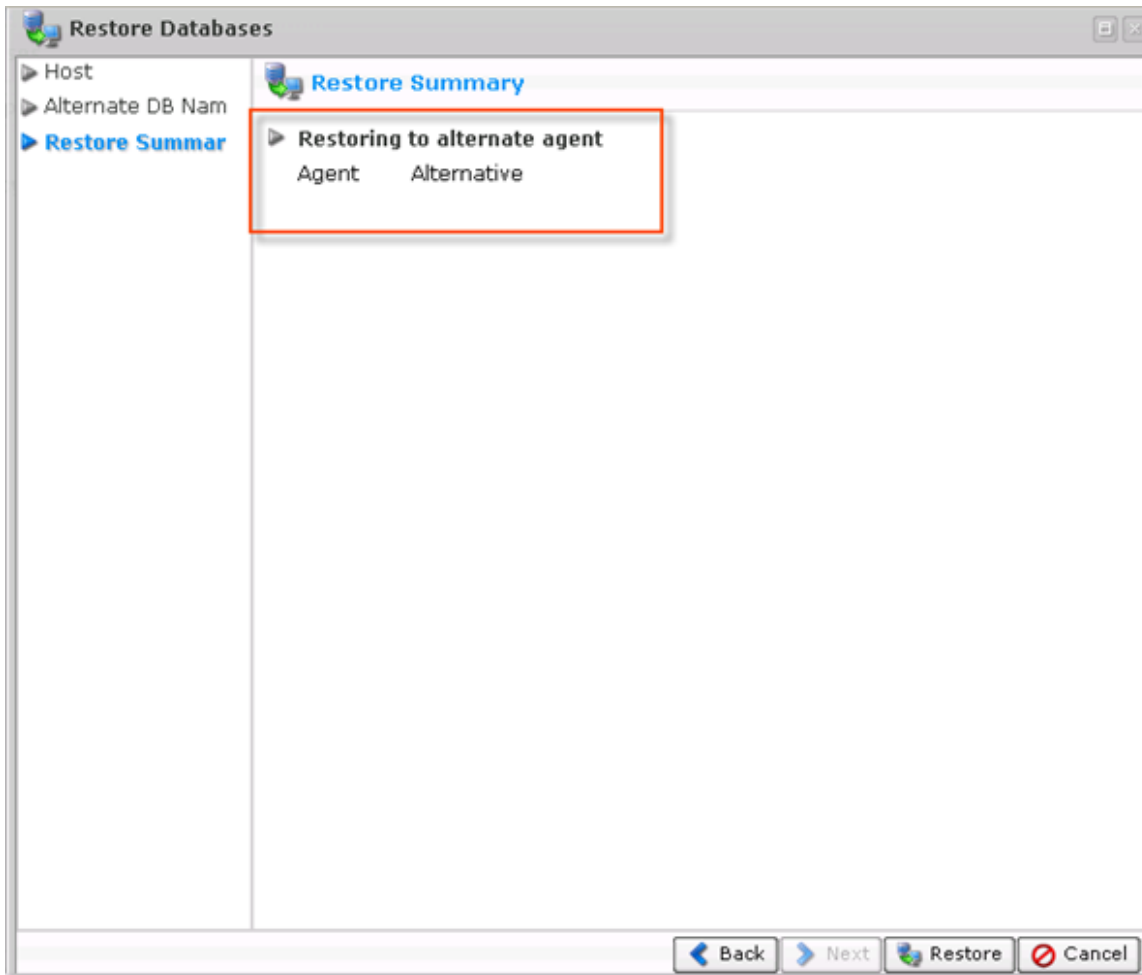 Restore Databases
Host
Alternate DB Nam
Restore Summar
Restore Summary
Restoring to alternate agent
Agent Alternative
Back Next Restore Cancel